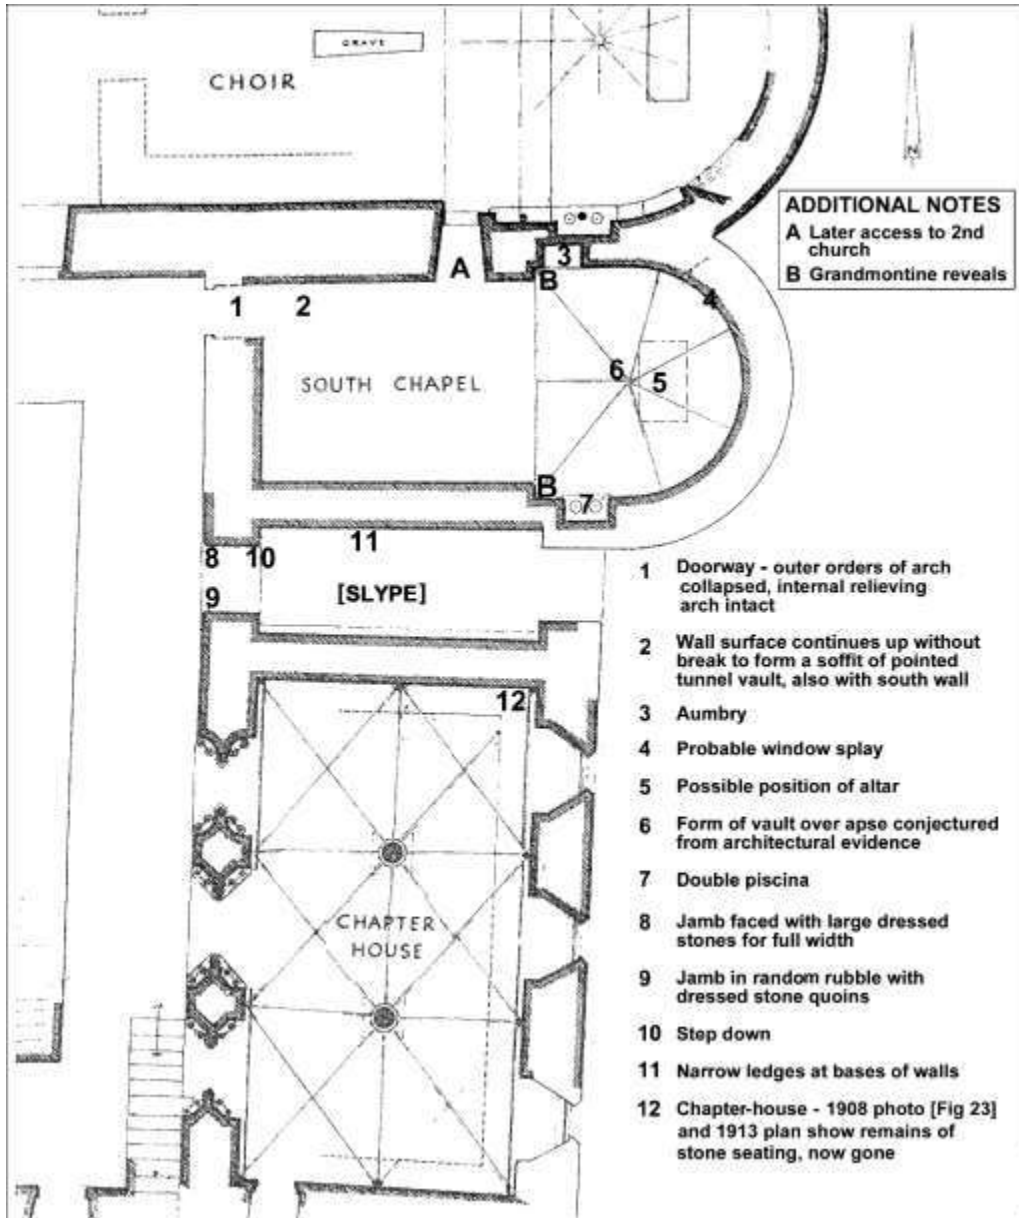 GRAVE
CHOIR
N
ADDITIONAL NOTES
A Later access to 2nd
church
B Grandmontine reveals
A
3
B
4
1
2
6
5
SOUTH CHAPEL
B
7
8
10
11
9
[SLYPE]
12
CHAPTER
HOUSE
1 Doorway - outer orders of arch
collapsed, internal relieving
arch intact
2 Wall surface continues up without
break to form a soffit of pointed
tunnel vault, also with south wall
3 Aumbry
4 Probable window splay
5 Possible position of altar
6 Form of vault over apse conjectured
from architectural evidence
7 Double piscina
8 Jamb faced with large dressed
stones for full width
9 Jamb in random rubble with
dressed stone quoins
10 Step down
11 Narrow ledges at bases of walls
12 Chapter-house - 1908 photo [Fig 23]
and 1913 plan show remains of
stone seating, now gone